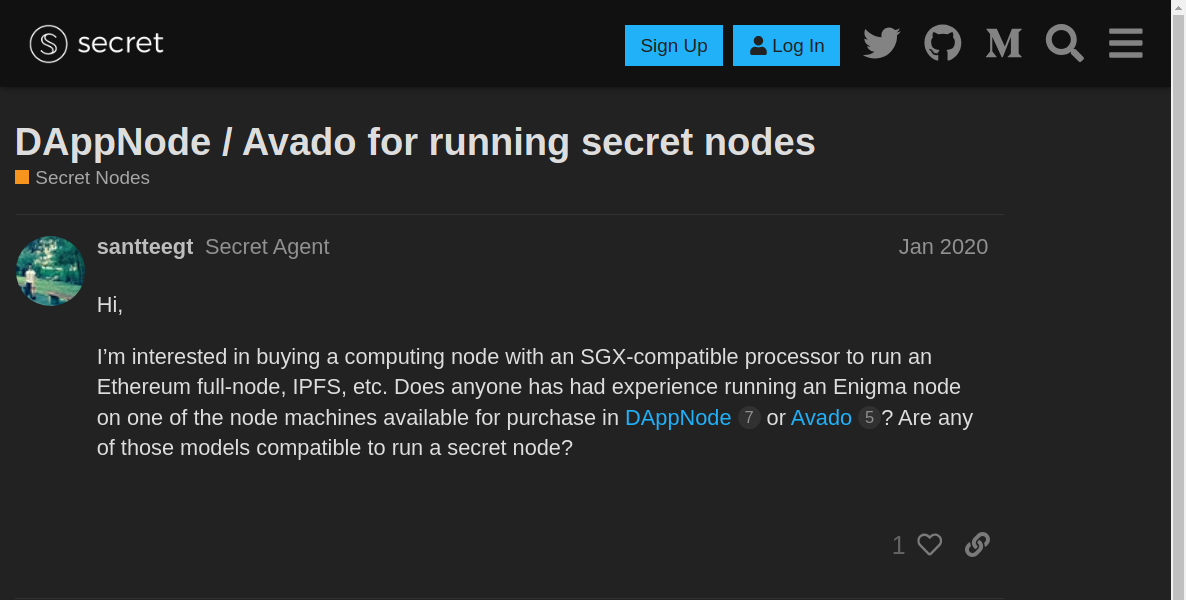 secret
Sign Up
Log In
DAppNode / Avado for running secret nodes
Secret Nodes
santteegt Secret Agent Jan 2020
Hi,
I’m interested in buying a computing node with an SGX-compatible processor to run an
Ethereum full-node, IPFS, etc. Does anyone has had experience running an Enigma node
on one of the node machines available for purchase in DAppNode 7 or Avado 5? Are any
of those models compatible to run a secret node?
1